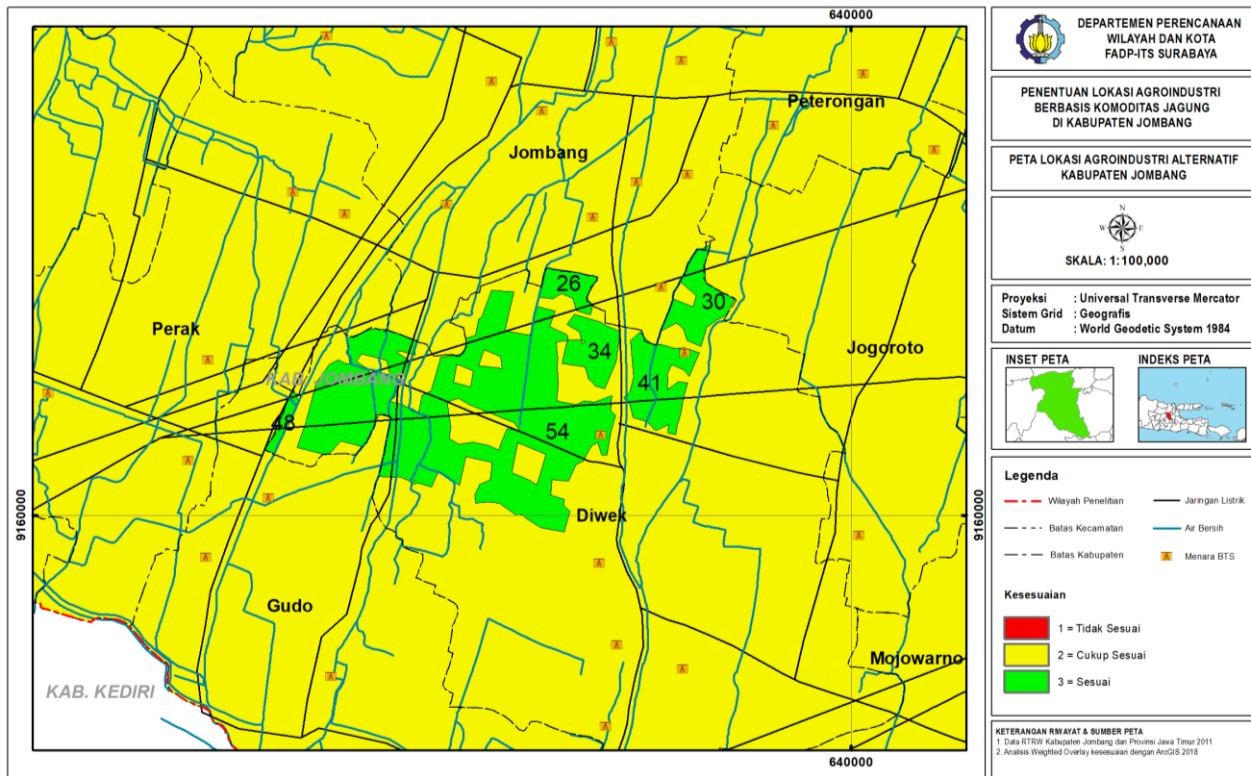 640000
9160000
Peterongan
Jombang
26
30
Perak
34
Jogoroto
KAB. JOMBANG
41
48
54
Diwek
Gudo
Mojowarno
KAB. KEDIRI
9160000
640000
DEPARTEMEN PERENCANAAN
WILAYAH DAN KOTA
FADP-ITS SURABAYA
PENENTUAN LOKASI AGROINDUSTRI
BERBASIS KOMODITAS JAGUNG
DI KABUPATEN JOMBANG
PETA LOKASI AGROINDUSTRI ALTERNATIF
KABUPATEN JOMBANG
N
W E
S
SKALA: 1:100,000
Proyeksi : Universal Transverse Mercator
Sistem Grid : Geografis
Datum : World Geodetic System 1984
INSET PETA
INDEKS PETA
Legenda
Wilayah Penelitian
Jaringan Listrik
Batas Kecamatan
Air Bersih
Batas Kabupaten
Menara BTS
Kesesuaian
1 = Tidak Sesuai
2 = Cukup Sesuai
3 = Sesuai
KETERANGAN RIWAYAT & SUMBER PETA
1. Data RTRW Kabupaten Jombang dan Provinsi Jawa Timur 2011
2. Analisis Weighted Overlay kesesuaian dengan ArcGIS 2018